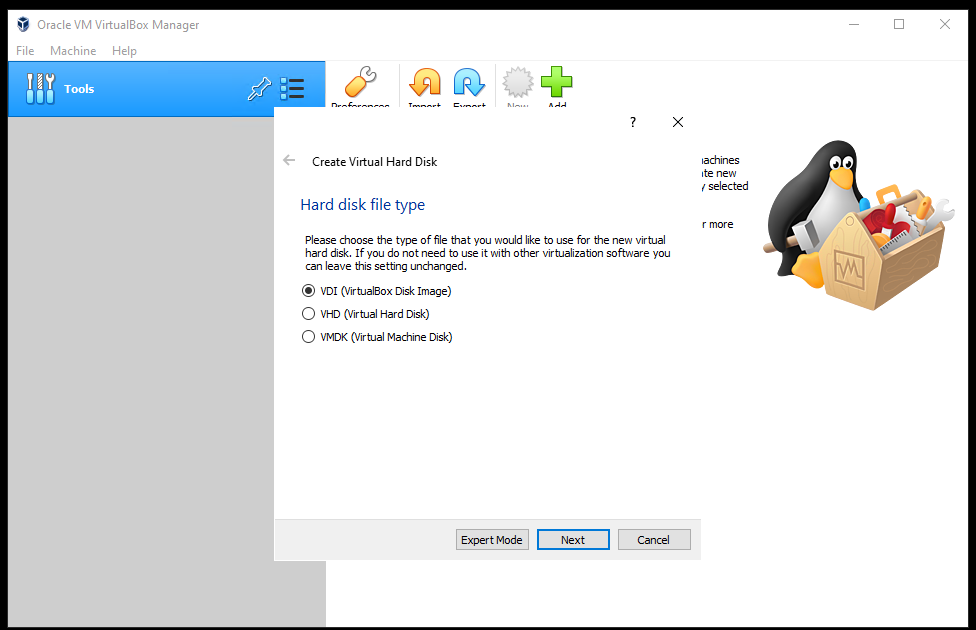 Oracle VM VirtualBox Manager
File Machine Help
Tools
Preferences Import Export New Add
?
Create Virtual Hard Disk
Hard disk file type
Please choose the type of file that you would like to use for the new virtual
hard disk. If you do not need to use it with other virtualization software you
can leave this setting unchanged.
VDI (VirtualBox Disk Image)
VHD (Virtual Hard Disk)
VMDK (Virtual Machine Disk)
Expert Mode Next Cancel
new
selected
more